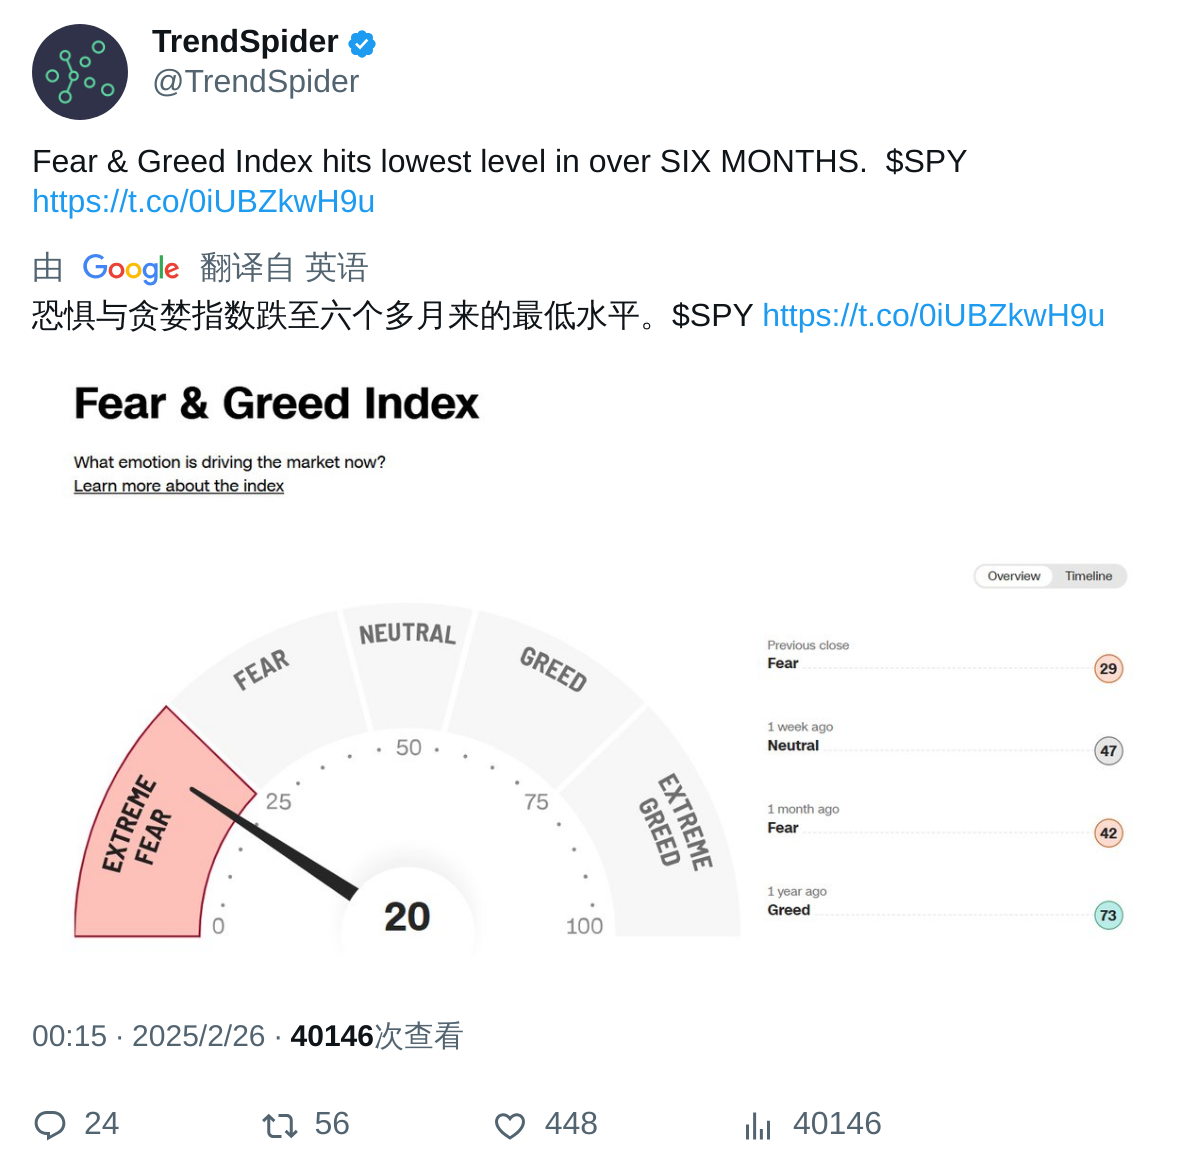 TrendSpider
@TrendSpider
Fear & Greed Index hits lowest level in over SIX MONTHS.  $SPY
https://t.co/0iUBZkwH9u
由 Google 翻译自 英语
恐惧与贪婪指数跌至六个多月来的最低水平。$SPY https://t.co/0iUBZkwH9u
Fear & Greed Index
What emotion is driving the market now?
Learn more about the index
Overview Timeline
EXTREME
FEAR
FEAR
NEUTRAL
GREED
EXTREME
GREED
0
25
50
75
100
20
Previous close
Fear 29
1 week ago
Neutral 47
1 month ago
Fear 42
1 year ago
Greed 73
00:15 · 2025/2/26 · 40146次查看
24 56 448 40146